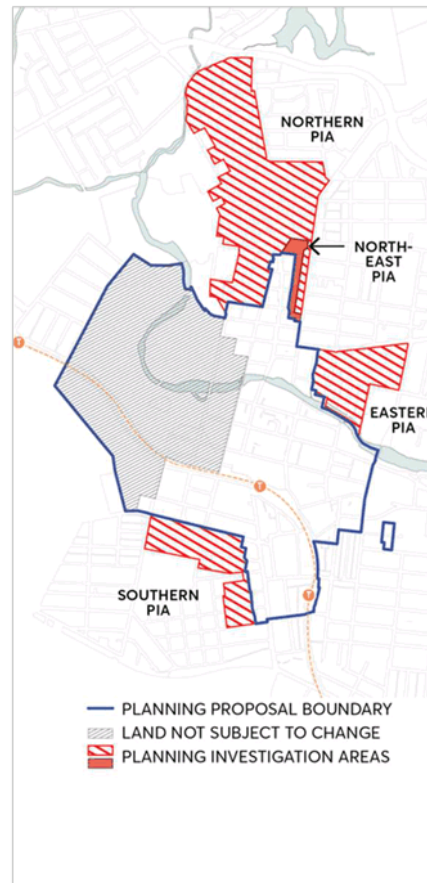 NORTHERN
PIA
NORTH-
EAST
PIA
EASTERN
PIA
T
T
T
SOUTHERN
PIA
PLANNING PROPOSAL BOUNDARY
LAND NOT SUBJECT TO CHANGE
PLANNING INVESTIGATION AREAS